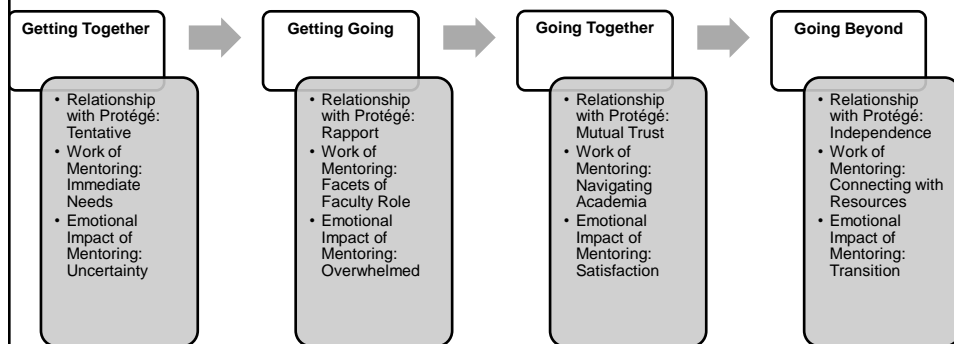 Getting Together
• Relationship
with Protégé:
Tentative
• Work of
Mentoring:
Immediate
Needs
• Emotional
Impact of
Mentoring:
Uncertainty
Getting Going
• Relationship
with Protégé:
Rapport
• Work of
Mentoring:
Facets of
Faculty Role
• Emotional
Impact of
Mentoring:
Overwhelmed
Going Together
• Relationship
with Protégé:
Mutual Trust
• Work of
Mentoring:
Navigating
Academia
• Emotional
Impact of
Mentoring:
Satisfaction
Going Beyond
• Relationship
with Protégé:
Independence
• Work of
Mentoring:
Connecting with
Resources
• Emotional
Impact of
Mentoring:
Transition